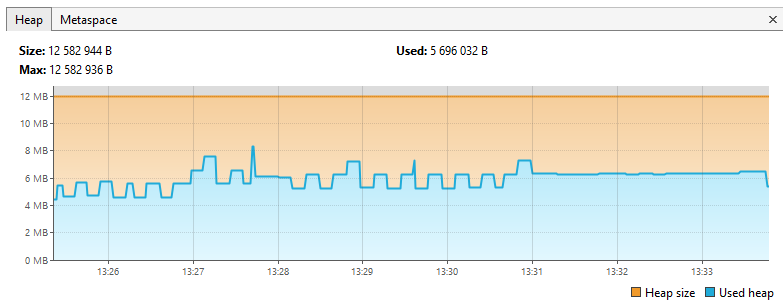 Heap Metaspace ×
Size: 12 582 944 B Used: 5 696 032 B
Max: 12 582 936 B
12 MB
10 MB
8 MB
6 MB
4 MB
2 MB
0 MB
13:26 13:27 13:28 13:29 13:30 13:31 13:32 13:33
Heap size Used heap